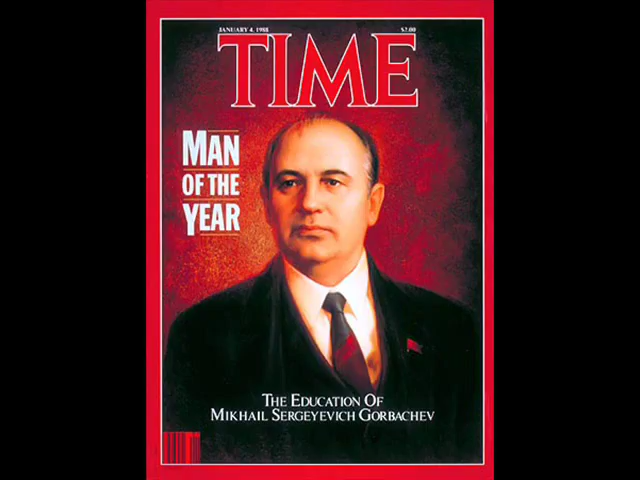 JANUARY 4, 1988 $2.00
TIME
MAN
OF THE
YEAR
THE EDUCATION OF
MIKHAIL SERGEYEVICH GORBACHEV